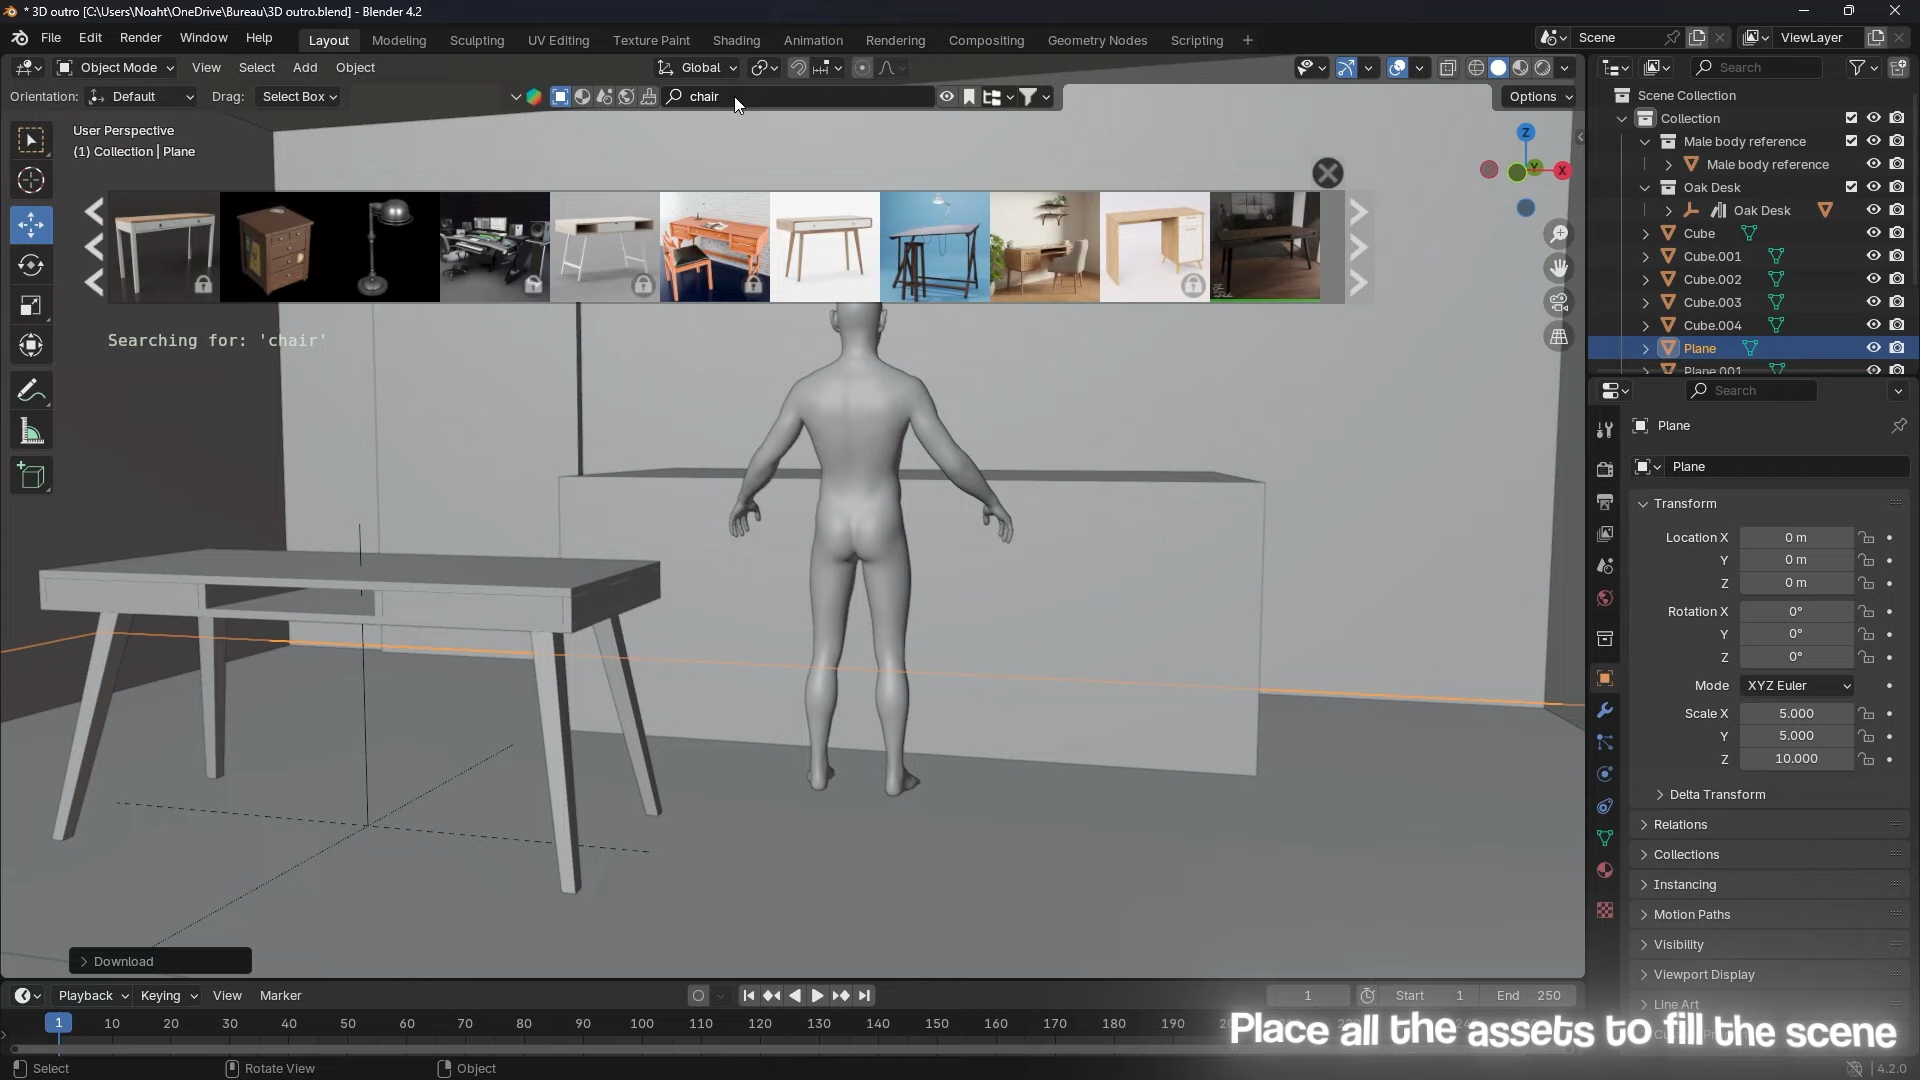 * 3D outro [C:\Users\Noaht\OneDrive\Bureau\3D outro.blend] - Blender 4.2
File Edit Render Window Help Layout Modeling Sculpting UV Editing Texture Paint Shading Animation Rendering Compositing Geometry Nodes Scripting + Scene ViewLayer
Object Mode View Select Add Object Global Search
Orientation: Default Drag: Select Box chair Options
Scene Collection
Collection
Male body reference
Male body reference
Oak Desk
Oak Desk
Cube
Cube.001
Cube.002
Cube.003
Cube.004
Plane
Plane.001
User Perspective
(1) Collection | Plane
Z
Y
X
Searching for: 'chair'
Search
Plane
Plane
Transform
Location X 0 m
Y 0 m
Z 0 m
Rotation X 0°
Y 0°
Z 0°
Mode XYZ Euler
Scale X 5.000
Y 5.000
Z 10.000
Delta Transform
Relations
Collections
Instancing
Motion Paths
Visibility
Viewport Display
Line Art
Download
Playback Keying View Marker 1 Start 1 End 250
1 10 20 30 40 50 60 70 80 90 100 110 120 130 140 150 160 170 180 190
Place all the assets to fill the scene
Select Rotate View Object 4.2.0